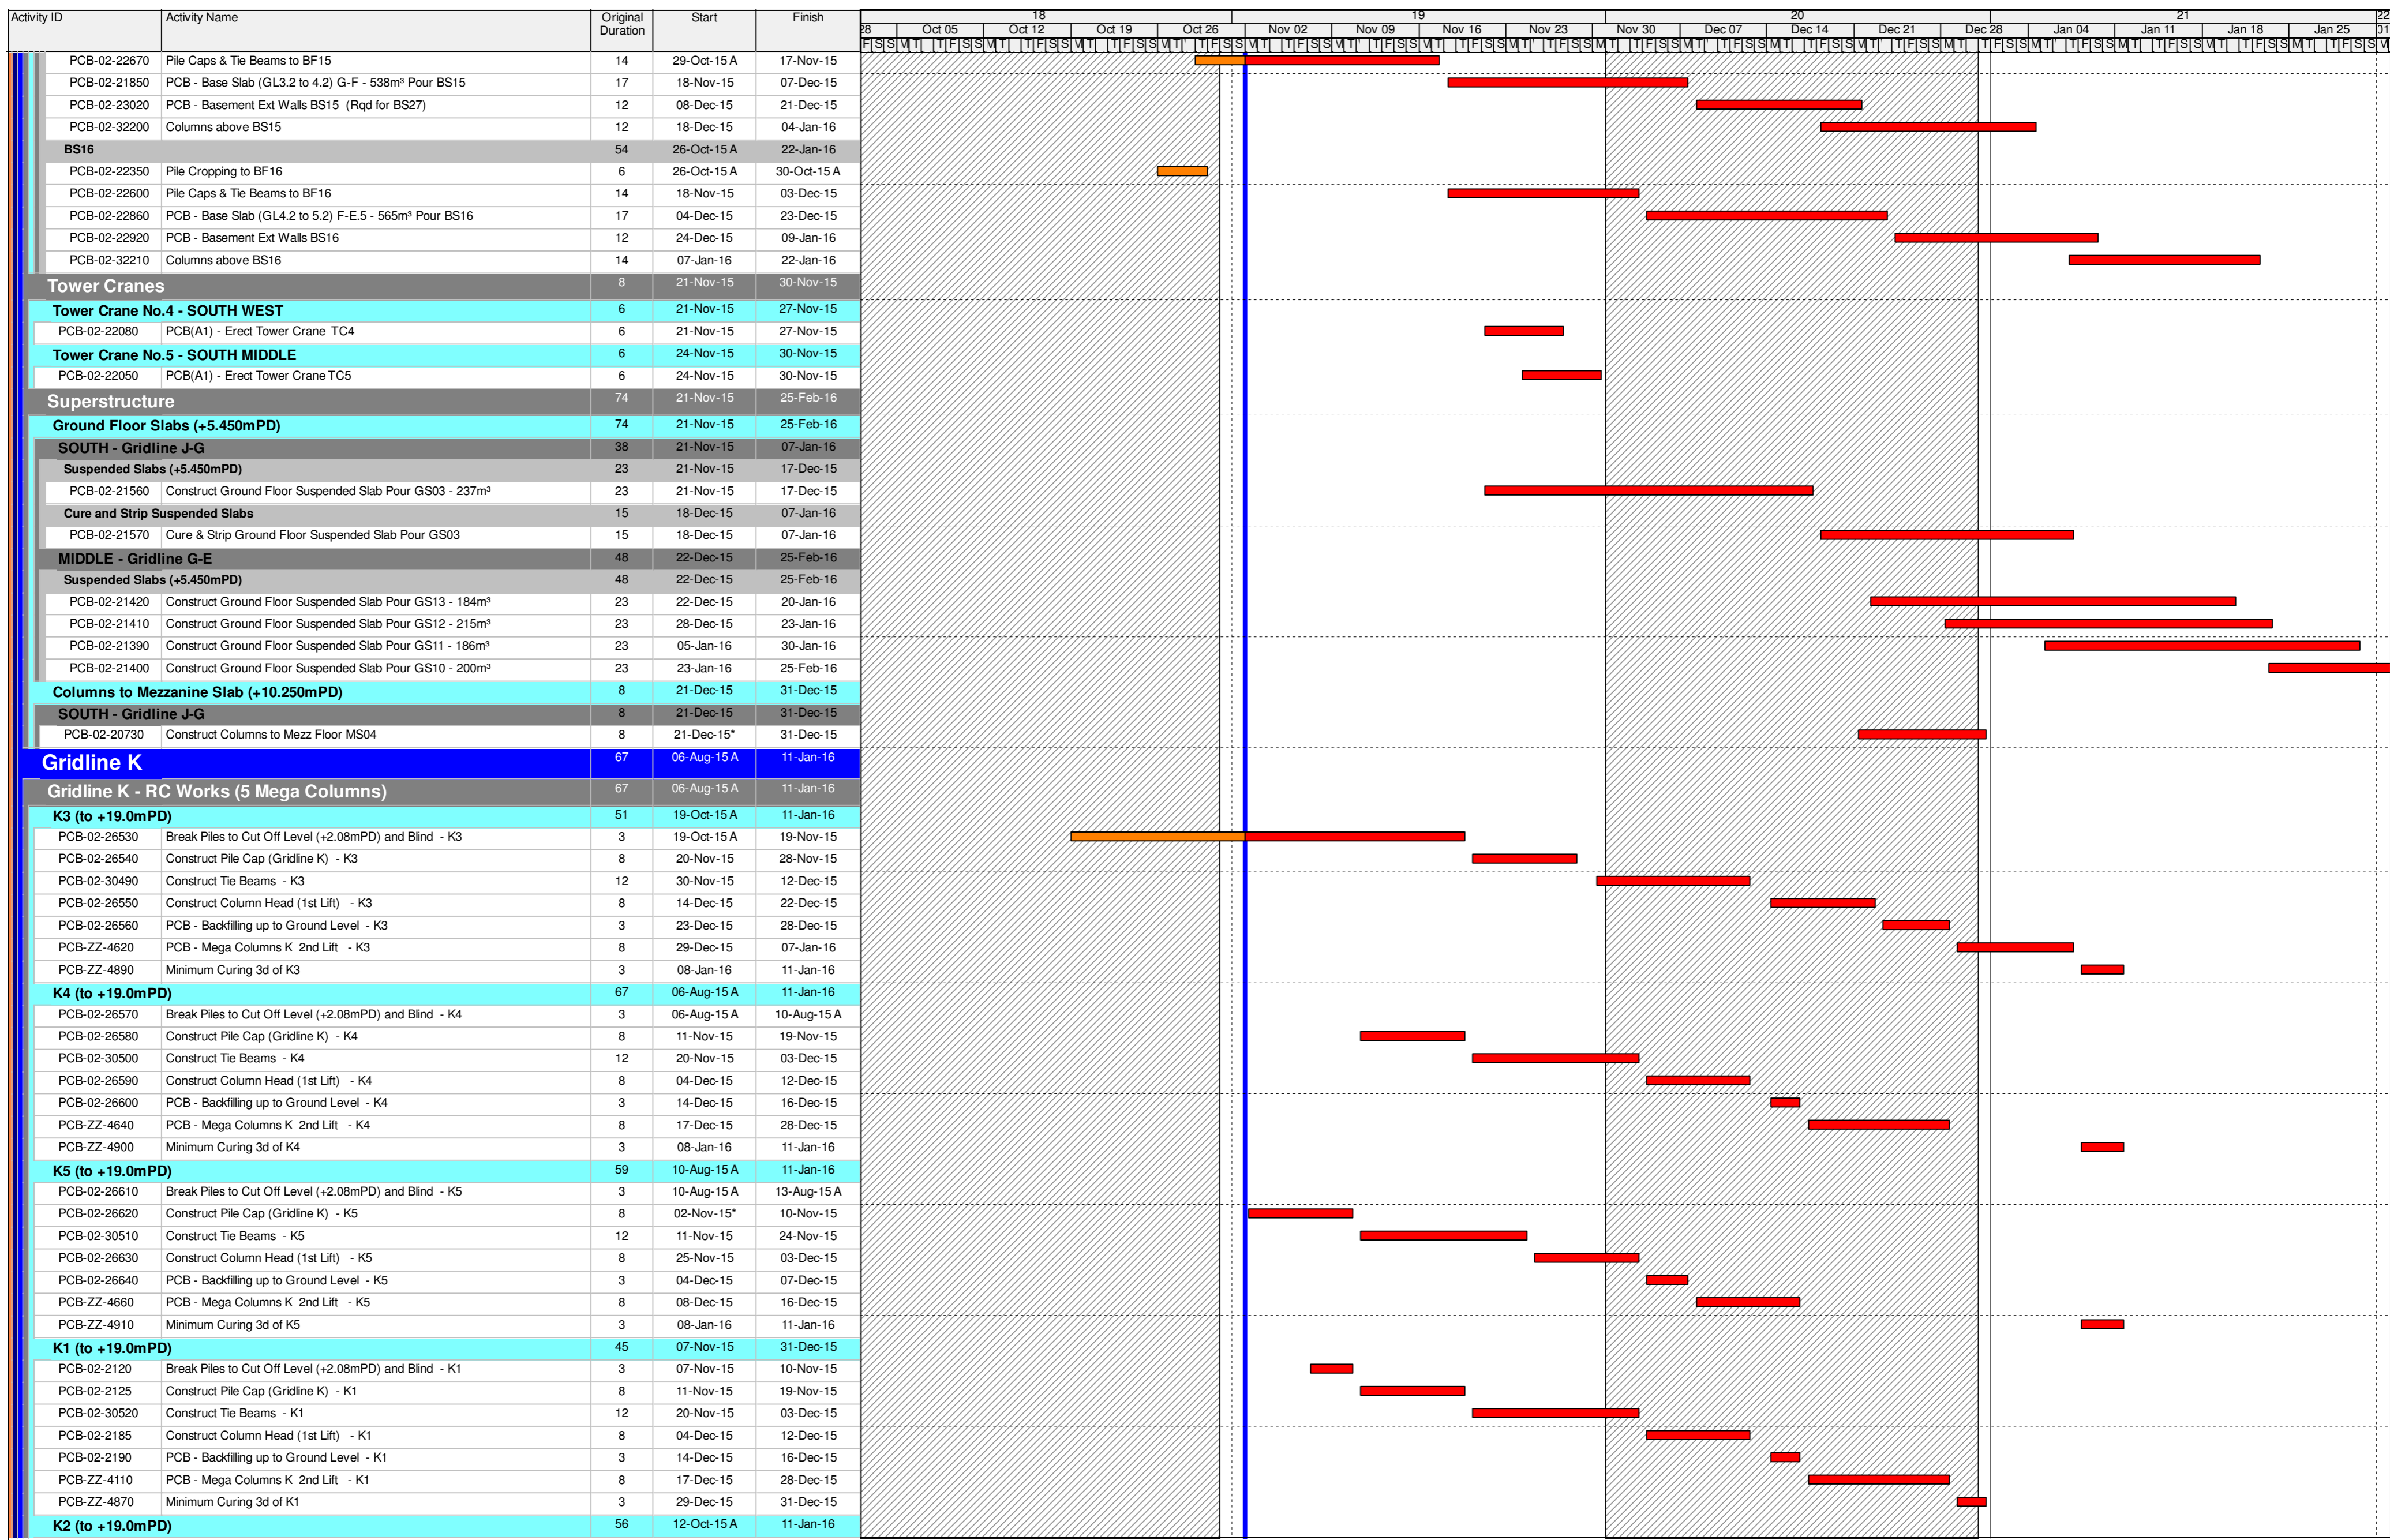 Activity ID Activity Name Original Duration Start Finish
18 19 20 21 22
28 Oct 05 Oct 12 Oct 19 Oct 26 Nov 02 Nov 09 Nov 16 Nov 23 Nov 30 Dec 07 Dec 14 Dec 21 Dec 28 Jan 04 Jan 11 Jan 18 Jan 25 01
PCB-02-22670 Pile Caps & Tie Beams to BF15 14 29-Oct-15 A 17-Nov-15
PCB-02-21850 PCB - Base Slab (GL3.2 to 4.2) G-F - 538m³ Pour BS15 17 18-Nov-15 07-Dec-15
PCB-02-23020 PCB - Basement Ext Walls BS15 (Rqd for BS27) 12 08-Dec-15 21-Dec-15
PCB-02-32200 Columns above BS15 12 18-Dec-15 04-Jan-16
BS16 54 26-Oct-15 A 22-Jan-16
PCB-02-22350 Pile Cropping to BF16 6 26-Oct-15 A 30-Oct-15 A
PCB-02-22600 Pile Caps & Tie Beams to BF16 14 18-Nov-15 03-Dec-15
PCB-02-22860 PCB - Base Slab (GL4.2 to 5.2) F-E.5 - 565m³ Pour BS16 17 04-Dec-15 23-Dec-15
PCB-02-22920 PCB - Basement Ext Walls BS16 12 24-Dec-15 09-Jan-16
PCB-02-32210 Columns above BS16 14 07-Jan-16 22-Jan-16
Tower Cranes 8 21-Nov-15 30-Nov-15
Tower Crane No.4 - SOUTH WEST 6 21-Nov-15 27-Nov-15
PCB-02-22080 PCB(A1) - Erect Tower Crane TC4 6 21-Nov-15 27-Nov-15
Tower Crane No.5 - SOUTH MIDDLE 6 24-Nov-15 30-Nov-15
PCB-02-22050 PCB(A1) - Erect Tower Crane TC5 6 24-Nov-15 30-Nov-15
Superstructure 74 21-Nov-15 25-Feb-16
Ground Floor Slabs (+5.450mPD) 74 21-Nov-15 25-Feb-16
SOUTH - Gridline J-G 38 21-Nov-15 07-Jan-16
Suspended Slabs (+5.450mPD) 23 21-Nov-15 17-Dec-15
PCB-02-21560 Construct Ground Floor Suspended Slab Pour GS03 - 237m³ 23 21-Nov-15 17-Dec-15
Cure and Strip Suspended Slabs 15 18-Dec-15 07-Jan-16
PCB-02-21570 Cure & Strip Ground Floor Suspended Slab Pour GS03 15 18-Dec-15 07-Jan-16
MIDDLE - Gridline G-E 48 22-Dec-15 25-Feb-16
Suspended Slabs (+5.450mPD) 48 22-Dec-15 25-Feb-16
PCB-02-21420 Construct Ground Floor Suspended Slab Pour GS13 - 184m³ 23 22-Dec-15 20-Jan-16
PCB-02-21410 Construct Ground Floor Suspended Slab Pour GS12 - 215m³ 23 28-Dec-15 23-Jan-16
PCB-02-21390 Construct Ground Floor Suspended Slab Pour GS11 - 186m³ 23 05-Jan-16 30-Jan-16
PCB-02-21400 Construct Ground Floor Suspended Slab Pour GS10 - 200m³ 23 23-Jan-16 25-Feb-16
Columns to Mezzanine Slab (+10.250mPD) 8 21-Dec-15 31-Dec-15
SOUTH - Gridline J-G 8 21-Dec-15 31-Dec-15
PCB-02-20730 Construct Columns to Mezz Floor MS04 8 21-Dec-15* 31-Dec-15
Gridline K 67 06-Aug-15 A 11-Jan-16
Gridline K - RC Works (5 Mega Columns) 67 06-Aug-15 A 11-Jan-16
K3 (to +19.0mPD) 51 19-Oct-15 A 11-Jan-16
PCB-02-26530 Break Piles to Cut Off Level (+2.08mPD) and Blind - K3 3 19-Oct-15 A 19-Nov-15
PCB-02-26540 Construct Pile Cap (Gridline K) - K3 8 20-Nov-15 28-Nov-15
PCB-02-30490 Construct Tie Beams - K3 12 30-Nov-15 12-Dec-15
PCB-02-26550 Construct Column Head (1st Lift) - K3 8 14-Dec-15 22-Dec-15
PCB-02-26560 PCB - Backfilling up to Ground Level - K3 3 23-Dec-15 28-Dec-15
PCB-ZZ-4620 PCB - Mega Columns K 2nd Lift - K3 8 29-Dec-15 07-Jan-16
PCB-ZZ-4890 Minimum Curing 3d of K3 3 08-Jan-16 11-Jan-16
K4 (to +19.0mPD) 67 06-Aug-15 A 11-Jan-16
PCB-02-26570 Break Piles to Cut Off Level (+2.08mPD) and Blind - K4 3 06-Aug-15 A 10-Aug-15 A
PCB-02-26580 Construct Pile Cap (Gridline K) - K4 8 11-Nov-15 19-Nov-15
PCB-02-30500 Construct Tie Beams - K4 12 20-Nov-15 03-Dec-15
PCB-02-26590 Construct Column Head (1st Lift) - K4 8 04-Dec-15 12-Dec-15
PCB-02-26600 PCB - Backfilling up to Ground Level - K4 3 14-Dec-15 16-Dec-15
PCB-ZZ-4640 PCB - Mega Columns K 2nd Lift - K4 8 17-Dec-15 28-Dec-15
PCB-ZZ-4900 Minimum Curing 3d of K4 3 08-Jan-16 11-Jan-16
K5 (to +19.0mPD) 59 10-Aug-15 A 11-Jan-16
PCB-02-26610 Break Piles to Cut Off Level (+2.08mPD) and Blind - K5 3 10-Aug-15 A 13-Aug-15 A
PCB-02-26620 Construct Pile Cap (Gridline K) - K5 8 02-Nov-15* 10-Nov-15
PCB-02-30510 Construct Tie Beams - K5 12 11-Nov-15 24-Nov-15
PCB-02-26630 Construct Column Head (1st Lift) - K5 8 25-Nov-15 03-Dec-15
PCB-02-26640 PCB - Backfilling up to Ground Level - K5 3 04-Dec-15 07-Dec-15
PCB-ZZ-4660 PCB - Mega Columns K 2nd Lift - K5 8 08-Dec-15 16-Dec-15
PCB-ZZ-4910 Minimum Curing 3d of K5 3 08-Jan-16 11-Jan-16
K1 (to +19.0mPD) 45 07-Nov-15 31-Dec-15
PCB-02-2120 Break Piles to Cut Off Level (+2.08mPD) and Blind - K1 3 07-Nov-15 10-Nov-15
PCB-02-2125 Construct Pile Cap (Gridline K) - K1 8 11-Nov-15 19-Nov-15
PCB-02-30520 Construct Tie Beams - K1 12 20-Nov-15 03-Dec-15
PCB-02-2185 Construct Column Head (1st Lift) - K1 8 04-Dec-15 12-Dec-15
PCB-02-2190 PCB - Backfilling up to Ground Level - K1 3 14-Dec-15 16-Dec-15
PCB-ZZ-4110 PCB - Mega Columns K 2nd Lift - K1 8 17-Dec-15 28-Dec-15
PCB-ZZ-4870 Minimum Curing 3d of K1 3 29-Dec-15 31-Dec-15
K2 (to +19.0mPD) 56 12-Oct-15 A 11-Jan-16